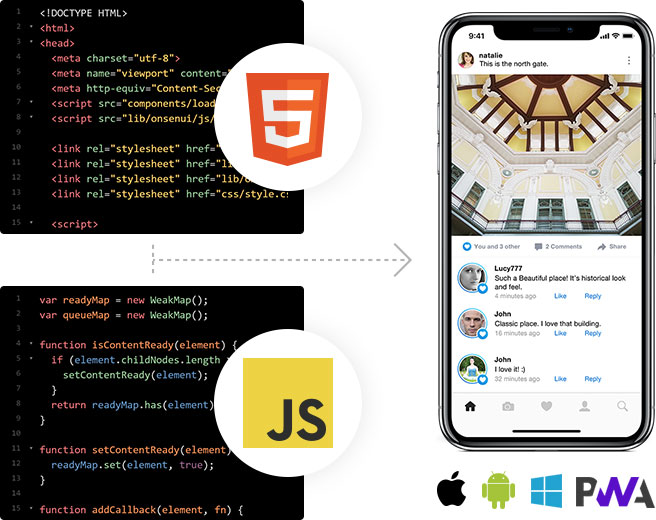 1 <!DOCTYPE HTML>
2 <html>
3 <head>
4 <meta charset="utf-8">
5 <meta name="viewport" content="
6 <meta http-equiv="Content-Sec
7 <script src="components/load
8 <script src="lib/onsenui/js/
9
10 <link rel="stylesheet" href="
11 <link rel="stylesheet" href="li
12 <link rel="stylesheet" href="lib/o
13 <link rel="stylesheet" href="css/style.cs
14
15 <script>
5
1 var readyMap = new WeakMap();
2 var queueMap = new WeakMap();
3
4 function isContentReady(element) {
5 if (element.childNodes.length
6 setContentReady(element);
7 }
8 return readyMap.has(element)
9 }
10
11 function setContentReady(element)
12 readyMap.set(element, true);
13 }
14
15 function addCallback(element, fn) {
JS
9:41
natalie
This is the north gate.
You and 3 other 2 Comments Share
Lucy777
Such a Beautiful place! It's historical look
and feel.
4 minutes ago Like Reply
John
Classic place. I love that building.
16 minutes ago Like Reply
John
I love it! :)
32 minutes ago Like Reply
PWA